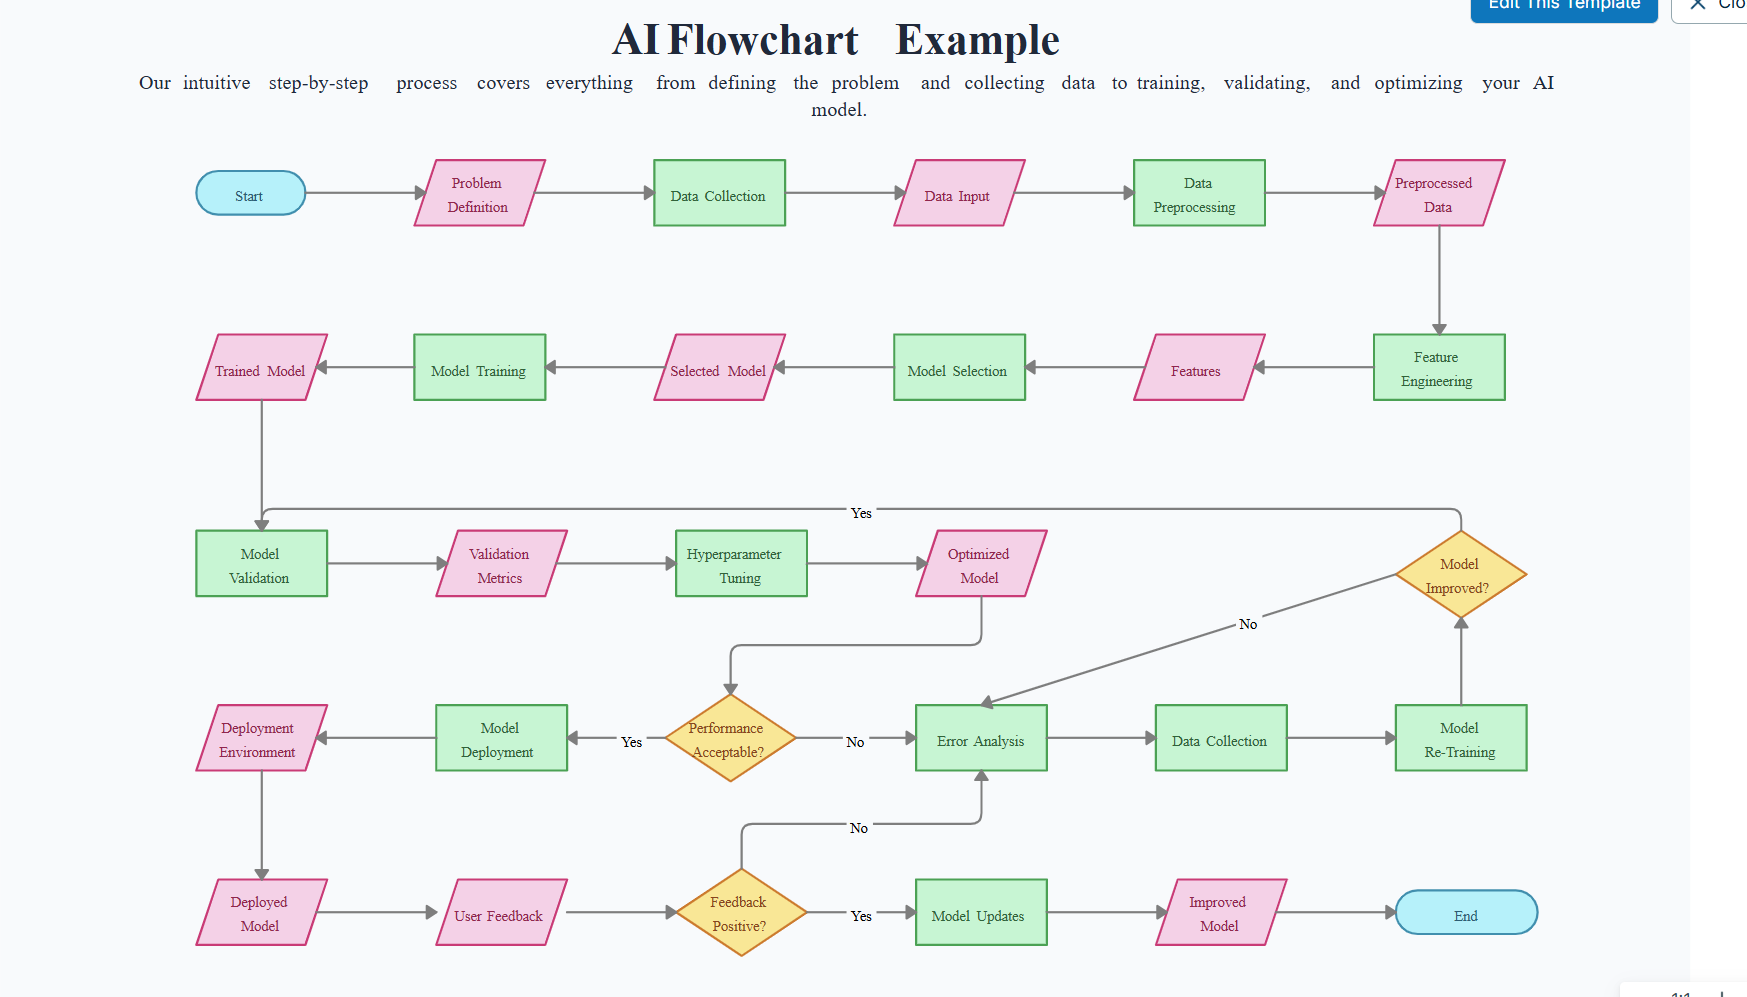 Edit This Template
AI Flowchart Example
Our intuitive step-by-step process covers everything from defining the problem and collecting data to training, validating, and optimizing your AI
model.
Start
Problem
Definition
Data Collection
Data Input
Data
Preprocessing
Preprocessed
Data
Trained Model
Model Training
Selected Model
Model Selection
Features
Feature
Engineering
Yes
Model
Validation
Validation
Metrics
Hyperparameter
Tuning
Optimized
Model
Model
Improved?
No
Deployment
Environment
Model
Deployment
Yes
Performance
Acceptable?
No
Error Analysis
Data Collection
Model
Re-Training
No
Deployed
Model
User Feedback
Feedback
Positive?
Yes
Model Updates
Improved
Model
End